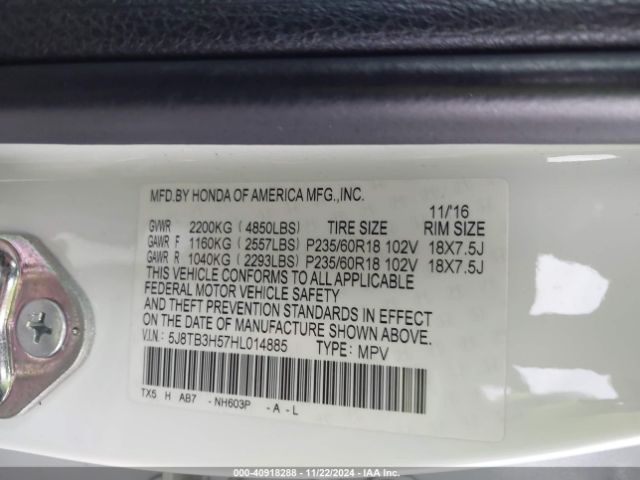 MFD.BY HONDA OF AMERICA MFG.,INC.
11/'16
GVWR 2200KG ( 4850LBS) TIRE SIZE RIM SIZE
GAWR F 1160KG ( 2557LBS) P235/60R18 102V 18X7.5J
GAWR R 1040KG ( 2293LBS) P235/60R18 102V 18X7.5J
THIS VEHICLE CONFORMS TO ALL APPLICABLE
FEDERAL MOTOR VEHICLE SAFETY
AND THEFT PREVENTION STANDARDS IN EFFECT
ON THE DATE OF MANUFACTURE SHOWN ABOVE.
V.I.N.: 5J8TB3H57HL014885 TYPE: MPV
TX5 H AB7 - NH603P - A - L
000-40918288 - 11/22/2024 - IAA Inc.